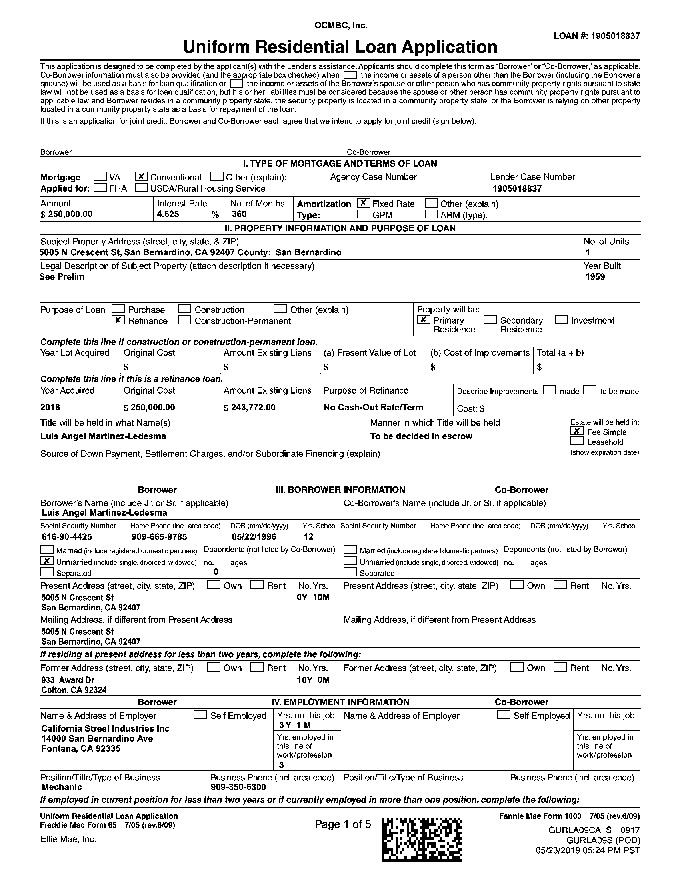 OCMBC, Inc.
LOAN #: 1905018837
Uniform Residential Loan Application
This application is designed to be completed by the applicant(s) with the Lender's assistance. Applicants should complete this form as "Borrower" or "Co-Borrower," as applicable.
Co-Borrower information must also be provided (and the appropriate box checked) when the income or assets of a person other than the Borrower (including the Borrower's
spouse) will be used as a basis for loan qualification or the income or assets of the Borrower's spouse or other person who has community property rights pursuant to state
law will not be used as a basis for loan qualification, but his or her liabilities must be considered because the spouse or other person has community property rights pursuant to
applicable law and Borrower resides in a community property state, the security property is located in a community property state, or the Borrower is relying on other property
located in a community property state as a basis for repayment of the loan.
If this is an application for joint credit, Borrower and Co-Borrower each agree that we intend to apply for joint credit (sign below).
Borrower Co-Borrower
I. TYPE OF MORTGAGE AND TERMS OF LOAN
Mortgage VA X Conventional Other (explain): Agency Case Number Lender Case Number
Applied for: FHA USDA/Rural Housing Service 1905018837
Amount Interest Rate No. of Months Amortization X Fixed Rate Other (explain)
$ 250,000.00 4.625 % 360 Type: GPM ARM (type):
II. PROPERTY INFORMATION AND PURPOSE OF LOAN
Subject Property Address (street, city, state, & ZIP) No. of Units
5005 N Crescent St, San Bernardino, CA 92407 County: San Bernardino 1
Legal Description of Subject Property (attach description if necessary) Year Built
See Prelim 1959
Purpose of Loan Purchase Construction Other (explain) Property will be:
X Refinance Construction-Permanent X Primary Residence Secondary Residence Investment
Complete this line if construction or construction-permanent loan.
Year Lot Acquired Original Cost Amount Existing Liens (a) Present Value of Lot (b) Cost of Improvements Total (a + b)
$ $ $ $ $
Complete this line if this is a refinance loan.
Year Acquired Original Cost Amount Existing Liens Purpose of Refinance Describe Improvements made to be made
2018 $ 250,000.00 $ 243,772.00 No Cash-Out Rate/Term Cost: $
Title will be held in what Name(s) Manner in which Title will be held Estate will be held in:
Luis Angel Martinez-Ledesma To be decided in escrow X Fee Simple
Leasehold
Source of Down Payment, Settlement Charges, and/or Subordinate Financing (explain) (show expiration date)
Borrower III. BORROWER INFORMATION Co-Borrower
Borrower's Name (include Jr. or Sr. if applicable) Co-Borrower's Name (include Jr. or Sr. if applicable)
Luis Angel Martinez-Ledesma
Social Security Number Home Phone (incl. area code) DOB (mm/dd/yyyy) Yrs. School Social Security Number Home Phone (incl. area code) DOB (mm/dd/yyyy) Yrs. School
616-90-4425 909-665-9785 05/22/1996 12
Married (include registered domestic partners) Dependents (not listed by Co-Borrower) Married (include registered domestic partners) Dependents (not listed by Borrower)
X Unmarried (include single, divorced, widowed) no. ages Unmarried (include single, divorced, widowed) no. ages
Separated 0 Separated
Present Address (street, city, state, ZIP) Own Rent No. Yrs. Present Address (street, city, state, ZIP) Own Rent No. Yrs.
5005 N Crescent St 0Y 10M
San Bernardino, CA 92407
Mailing Address, if different from Present Address Mailing Address, if different from Present Address
5005 N Crescent St
San Bernardino, CA 92407
If residing at present address for less than two years, complete the following:
Former Address (street, city, state, ZIP) Own Rent No. Yrs. Former Address (street, city, state, ZIP) Own Rent No. Yrs.
933 Award Dr 10Y 0M
Colton, CA 92324
Borrower IV. EMPLOYMENT INFORMATION Co-Borrower
Name & Address of Employer Self Employed Yrs. on this job Name & Address of Employer Self Employed Yrs. on this job
California Streel Industries Inc 3Y 1M
14000 San Bernardino Ave Yrs. employed in this line of work/profession Yrs. employed in this line of work/profession
Fontana, CA 92335
3
Position/Title/Type of Business Business Phone (incl. area code) Position/Title/Type of Business Business Phone (incl. area code)
Mechanic 909-350-6300
If employed in current position for less than two years or if currently employed in more than one position, complete the following:
Uniform Residential Loan Application Fannie Mae Form 1003 7/05 (rev.6/09)
Freddie Mac Form 65 7/05 (rev.6/09)
Page 1 of 5
Ellie Mae, Inc.
GURLA09CA_S 0917
GURLA09S (POD)
05/23/2019 05:24 PM PST